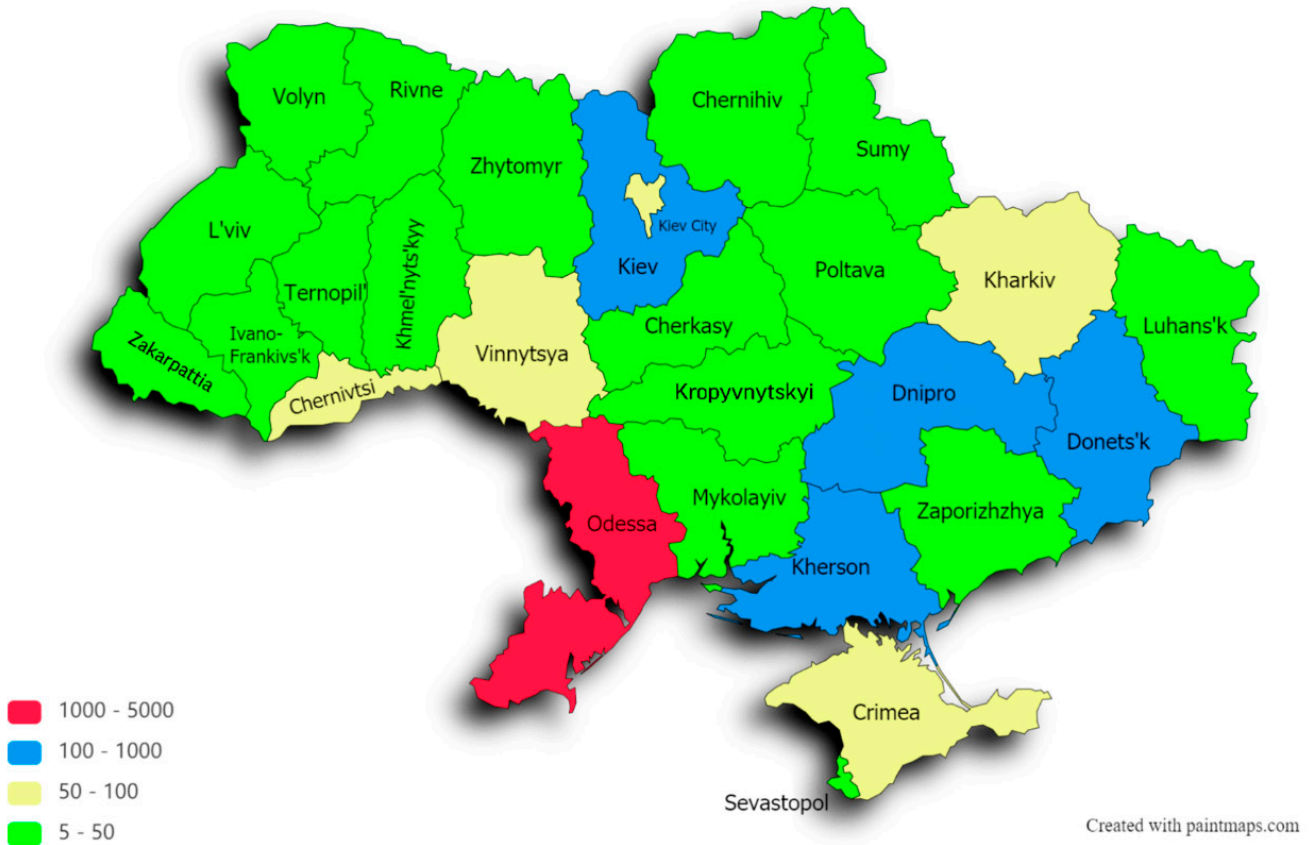 Volyn
Rivne
Chernihiv
Zhytomyr
Sumy
L'viv
Kiev City
Khmel'nyts'kyy
Kiev
Poltava
Kharkiv
Ternopil'
Ivano-
Frankivs'k
Cherkasy
Luhans'k
Zakarpattia
Vinnytsya
Chernivtsi
Kropyvnytskyi
Dnipro
Donets'k
Mykolayiv
Zaporizhzhya
Odessa
Kherson
Crimea
Sevastopol
1000 - 5000
100 - 1000
50 - 100
5 - 50
Created with paintmaps.com